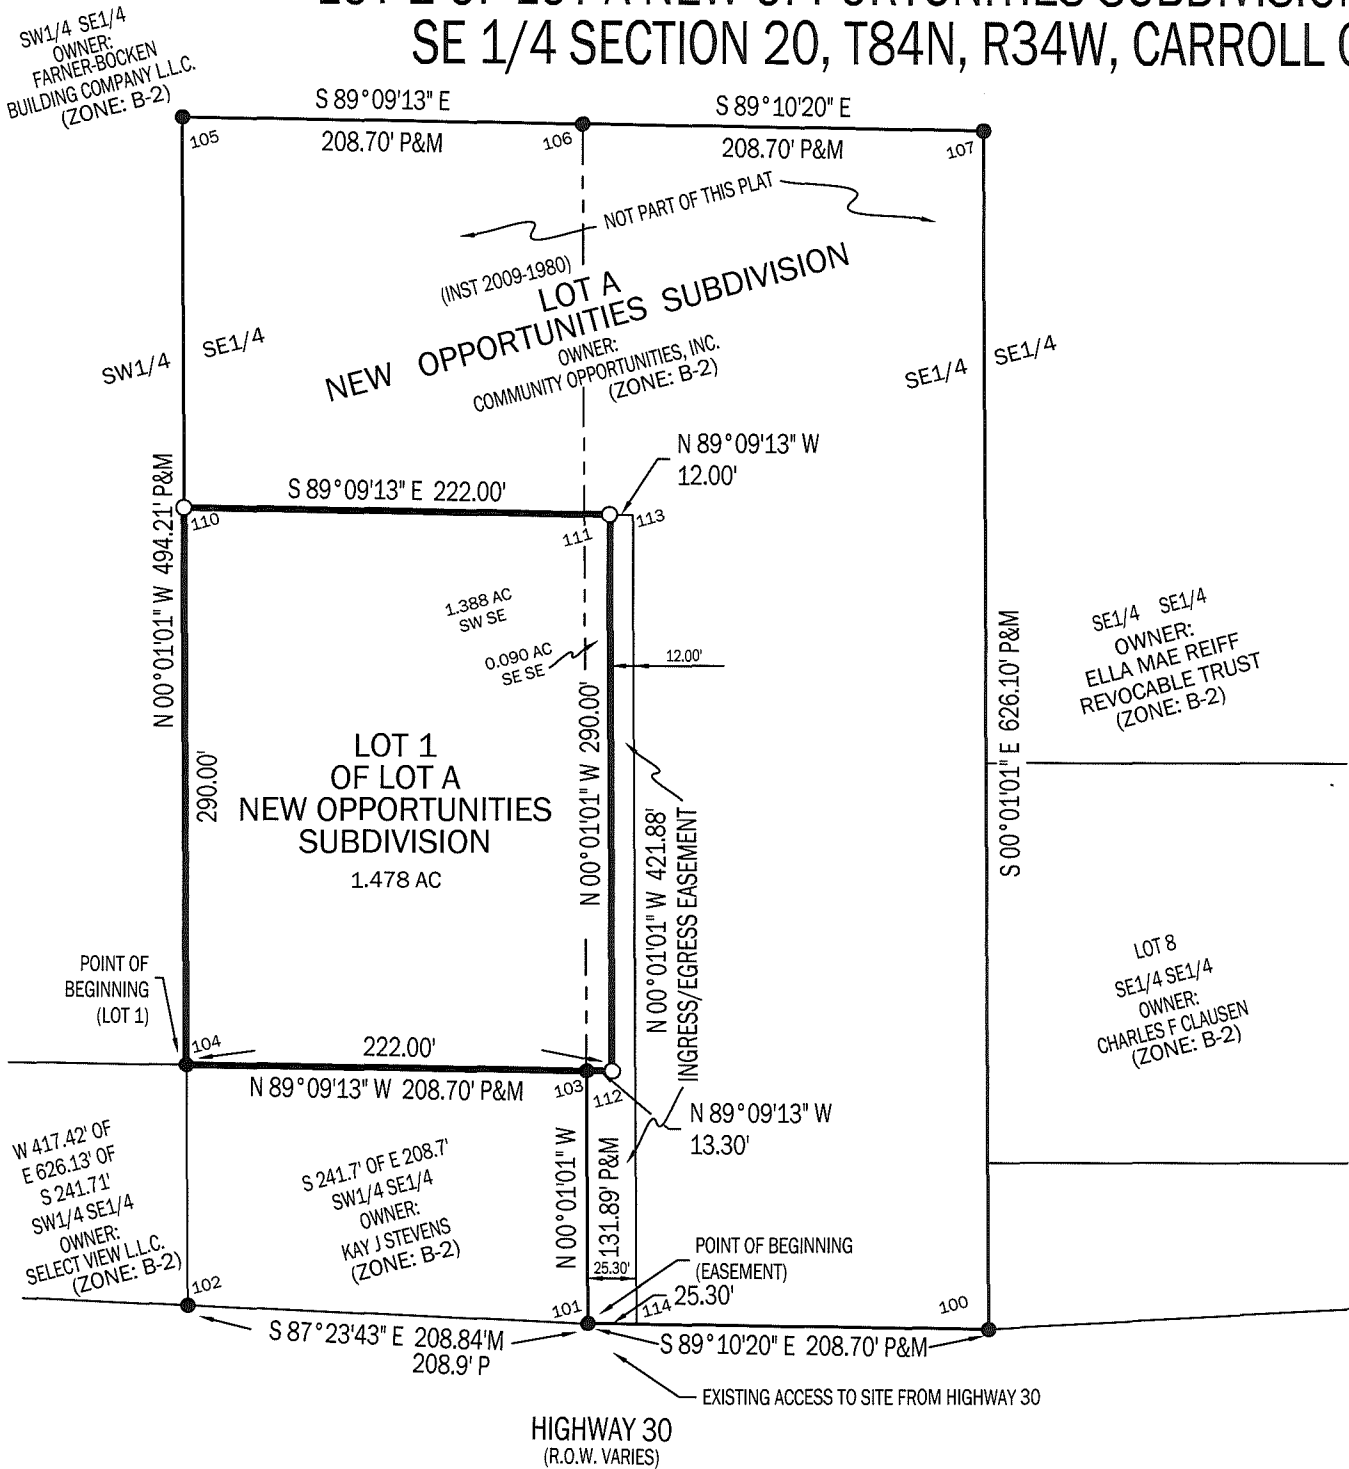 SE 1/4 SECTION 20, T84N, R34W, CARROLL
SW1/4 SE1/4
OWNER:
FARNER-BOCKEN
BUILDING COMPANY L.L.C.
(ZONE: B-2)
S 89°09'13" E
208.70' P&M
S 89°10'20" E
208.70' P&M
105
106
107
NOT PART OF THIS PLAT
(INST 2009-1980)
LOT A
NEW OPPORTUNITIES SUBDIVISION
OWNER:
COMMUNITY OPPORTUNITIES, INC.
(ZONE: B-2)
SW1/4
SE1/4
SE1/4
SE1/4
N 89°09'13" W
12.00'
S 89°09'13" E 222.00'
110
111
113
N 00°01'01" W 494.21' P&M
1.388 AC
SW SE
0.090 AC
SE SE
12.00'
SE1/4 SE1/4
OWNER:
ELLA MAE REIFF
REVOCABLE TRUST
(ZONE: B-2)
S 00°01'01" E 626.10' P&M
N 00°01'01" W 290.00'
290.00'
LOT 1
OF LOT A
NEW OPPORTUNITIES
SUBDIVISION
1.478 AC
N 00°01'01" W 421.88'
INGRESS/EGRESS EASEMENT
POINT OF
BEGINNING
(LOT 1)
LOT 8
SE1/4 SE1/4
OWNER:
CHARLES F CLAUSEN
(ZONE: B-2)
104
222.00'
N 89°09'13" W 208.70' P&M
103
112
N 89°09'13" W
13.30'
W 417.42' OF
E 626.13' OF
S 241.71'
SW1/4 SE1/4
OWNER:
SELECT VIEW L.L.C.
(ZONE: B-2)
S 241.7' OF E 208.7'
SW1/4 SE1/4
OWNER:
KAY J STEVENS
(ZONE: B-2)
N 00°01'01" W
131.89' P&M
25.30'
POINT OF BEGINNING
(EASEMENT)
25.30'
102
101
114
100
S 87°23'43" E 208.84'M
208.9' P
S 89°10'20" E 208.70' P&M
EXISTING ACCESS TO SITE FROM HIGHWAY 30
HIGHWAY 30
(R.O.W. VARIES)